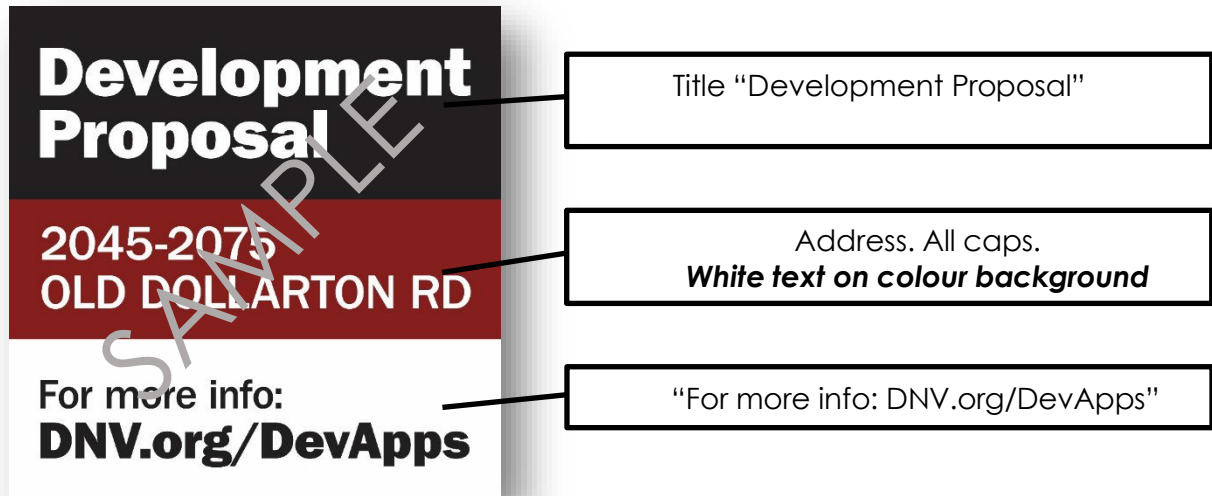 Development
Proposal
2045-2075
OLD DOLLARTON RD
For more info:
DNV.org/DevApps
SAMPLE
Title “Development Proposal”
Address. All caps.
White text on colour background
“For more info: DNV.org/DevApps”